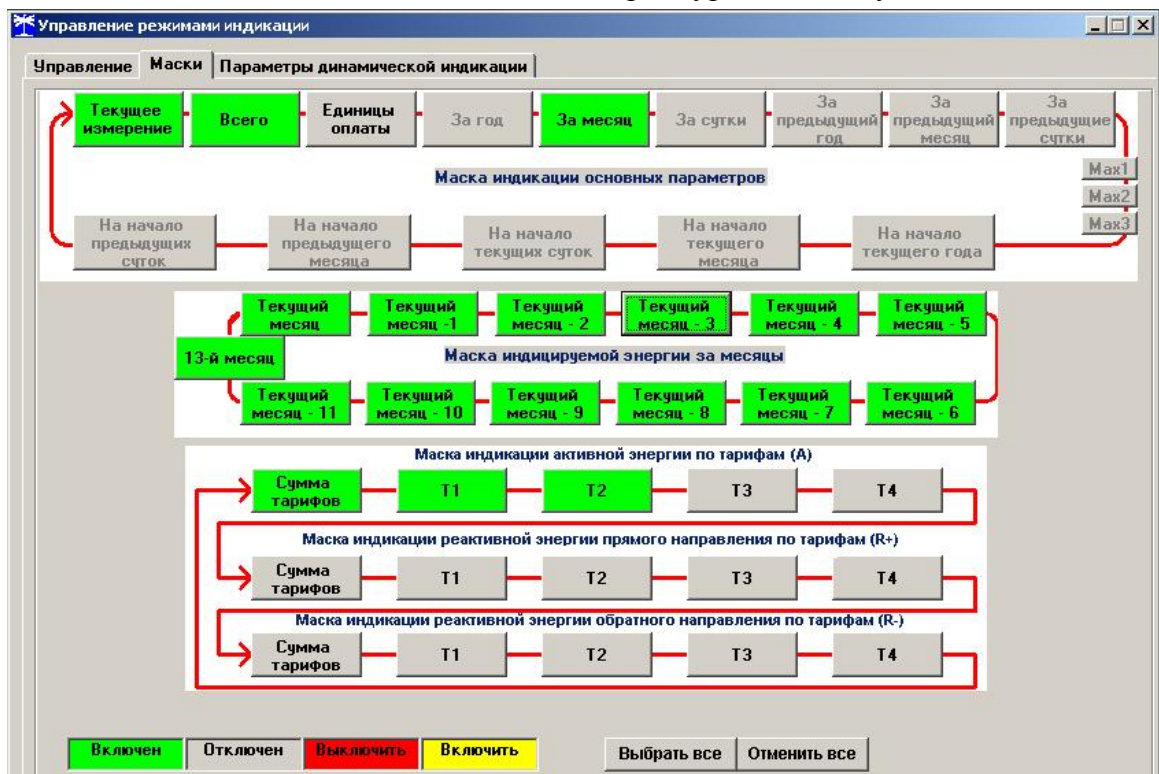 Управление режимами индикации
Управление Маски Параметры динамической индикации
Текущее измерение
Всего
Единицы оплаты
За год
За месяц
За сутки
За предыдущий год
За предыдущий месяц
За предыдущие сутки
Маска индикации основных параметров
Max1
Max2
Max3
На начало предыдущих суток
На начало предыдущего месяца
На начало текущих суток
На начало текущего месяца
На начало текущего года
Текущий месяц
Текущий месяц -1
Текущий месяц - 2
Текущий месяц - 3
Текущий месяц - 4
Текущий месяц - 5
13-й месяц
Маска индицируемой энергии за месяцы
Текущий месяц - 11
Текущий месяц - 10
Текущий месяц - 9
Текущий месяц - 8
Текущий месяц - 7
Текущий месяц - 6
Маска индикации активной энергии по тарифам (А)
Сумма тарифов
T1
T2
T3
T4
Маска индикации реактивной энергии прямого направления по тарифам (R+)
Сумма тарифов
T1
T2
T3
T4
Маска индикации реактивной энергии обратного направления по тарифам (R-)
Сумма тарифов
T1
T2
T3
T4
Включен Отключен Выключить Включить Выбрать все Отменить все